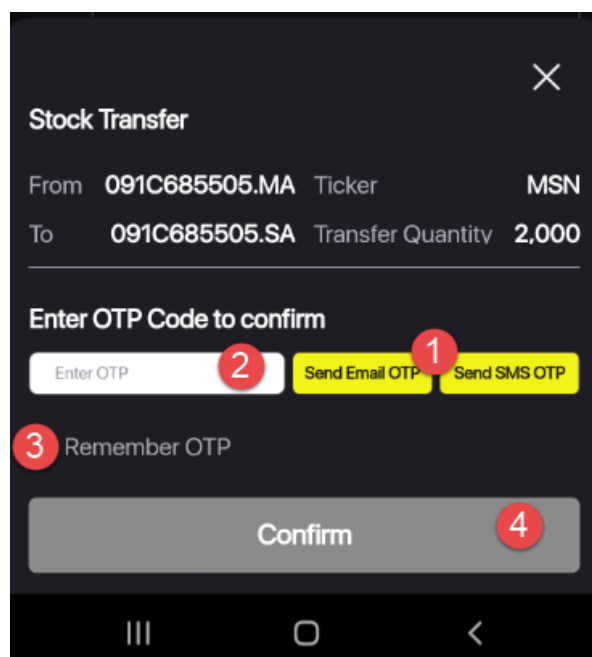 Stock Transfer
From 091C685505.MA Ticker MSN
To 091C685505.SA Transfer Quantity 2,000
Enter OTP Code to confirm
1
Enter OTP 2 Send Email OTP Send SMS OTP
3 Remember OTP
Confirm 4